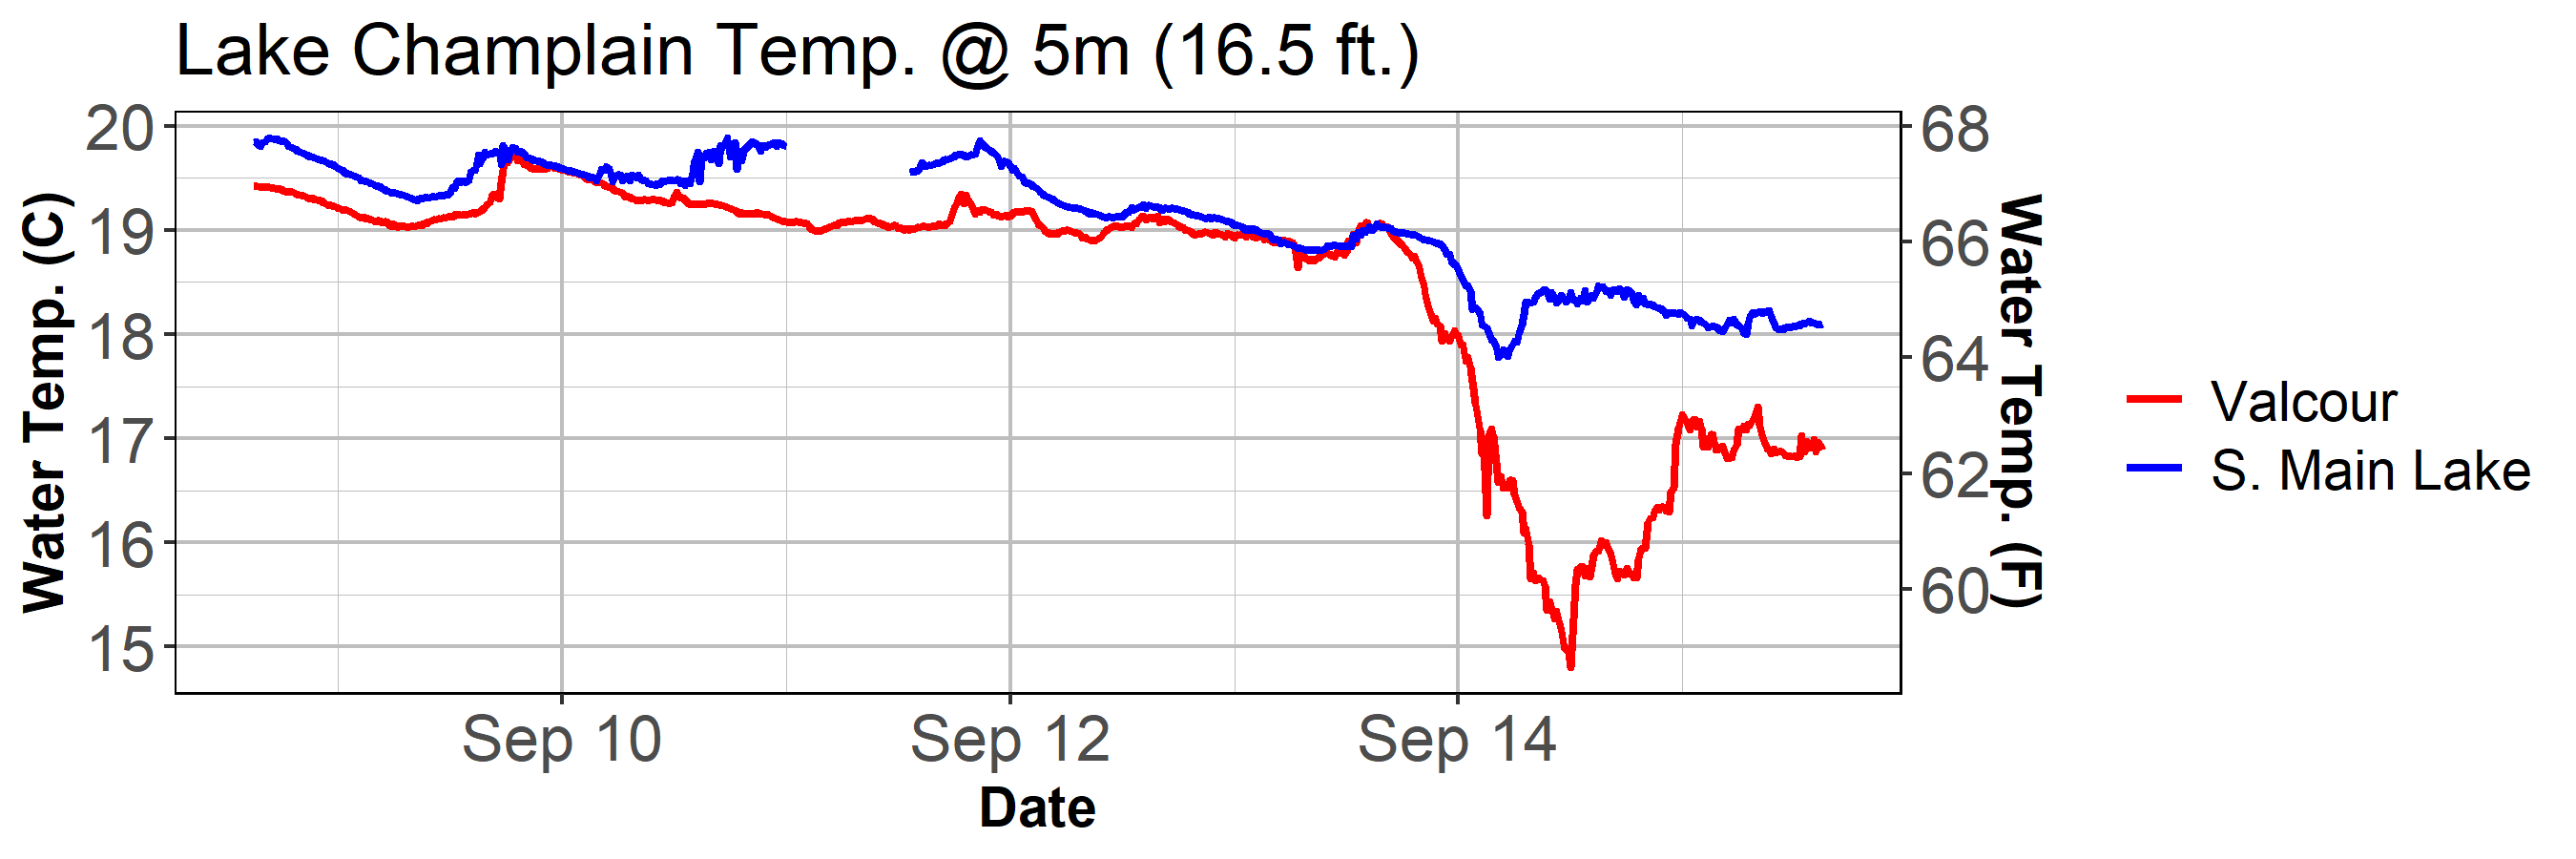 Lake Champlain Temp. @ 5m (16.5 ft.)
Water Temp. (C)
20
19
18
17
16
15
68
66
64
62
60
Water Temp. (F)
Sep 10
Sep 12
Sep 14
Date
Valcour
S. Main Lake